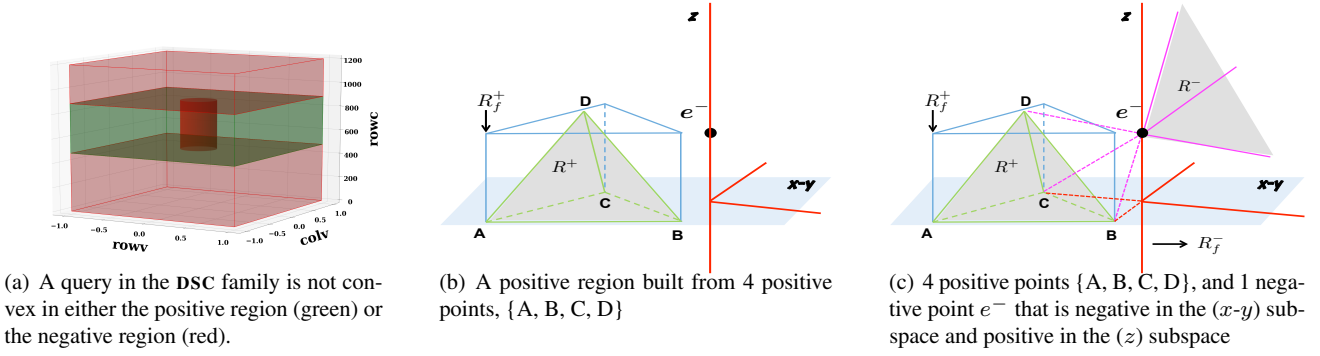 1200
1000
800
600
400
200
0
rowc
−1.0
−0.5
0.0
0.5
1.0
rowv
−1.0
−0.5
0.0
0.5
1.0
colv
(a) A query in the DSC family is not con-
vex in either the positive region (green) or
the negative region (red).
z
R_f^+
D
e^-
R^+
x-y
C
A
B
(b) A positive region built from 4 positive
points, {A, B, C, D}
z
R^-
R_f^+
D
e^-
R^+
x-y
C
A
B
R_f^-
(c) 4 positive points {A, B, C, D}, and 1 nega-
tive point e^- that is negative in the (x-y) sub-
space and positive in the (z) subspace